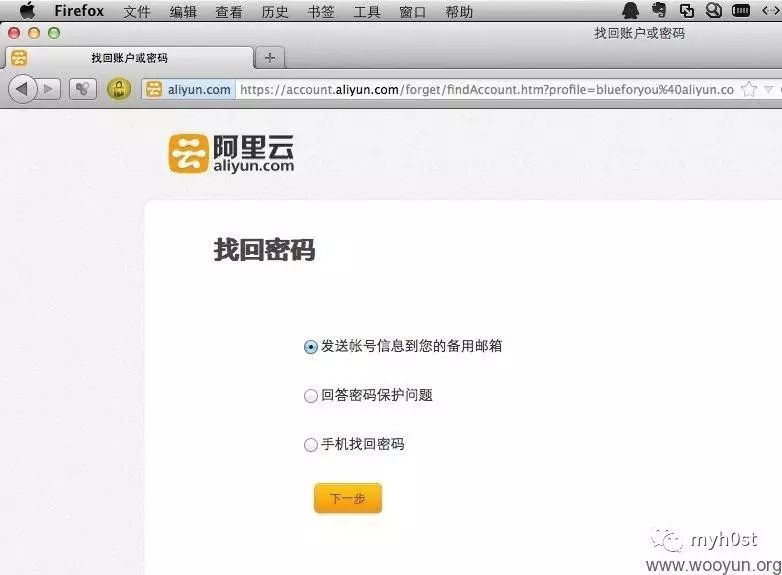 Firefox 文件 编辑 查看 历史 书签 工具 窗口 帮助
找回账户或密码
找回账户或密码
aliyun.com https://account.aliyun.com/forget/findAccount.htm?profile=blueforyou%40aliyun.co
阿里云
aliyun.com
找回密码
发送帐号信息到您的备用邮箱
回答密码保护问题
手机找回密码
下一步
myh0st
www.wooyun.org